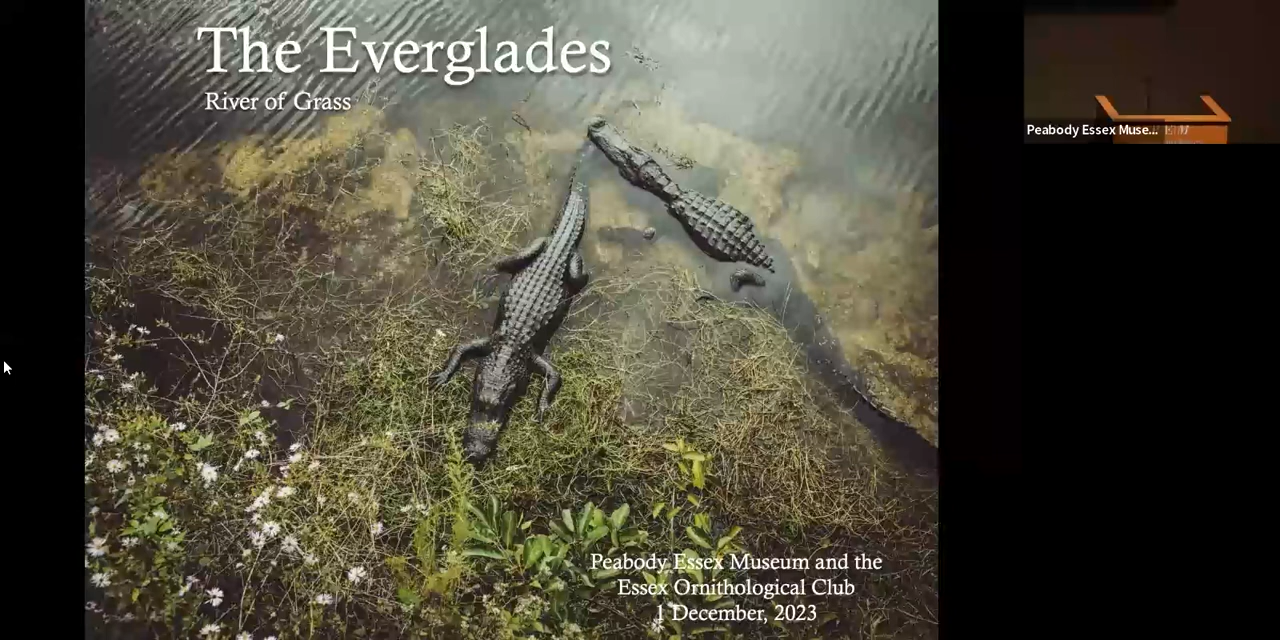 The Everglades
River of Grass
Peabody Essex Muse...
Peabody Essex Museum and the
Essex Ornithological Club
1 December, 2023